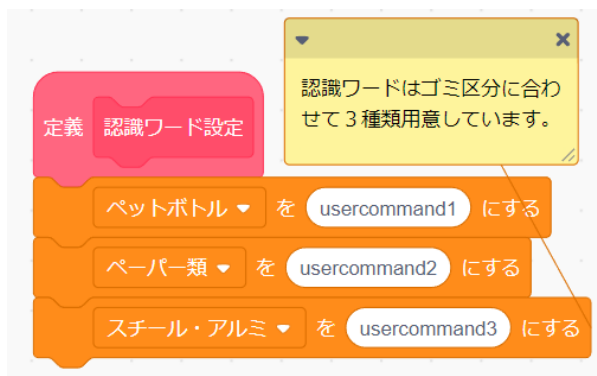 認識ワードはゴミ区分に合わ
せて３種類用意しています。
定義 認識ワード設定
ペットボトル を usercommand1 にする
ペーパー類 を usercommand2 にする
スチール・アルミ を usercommand3 にする